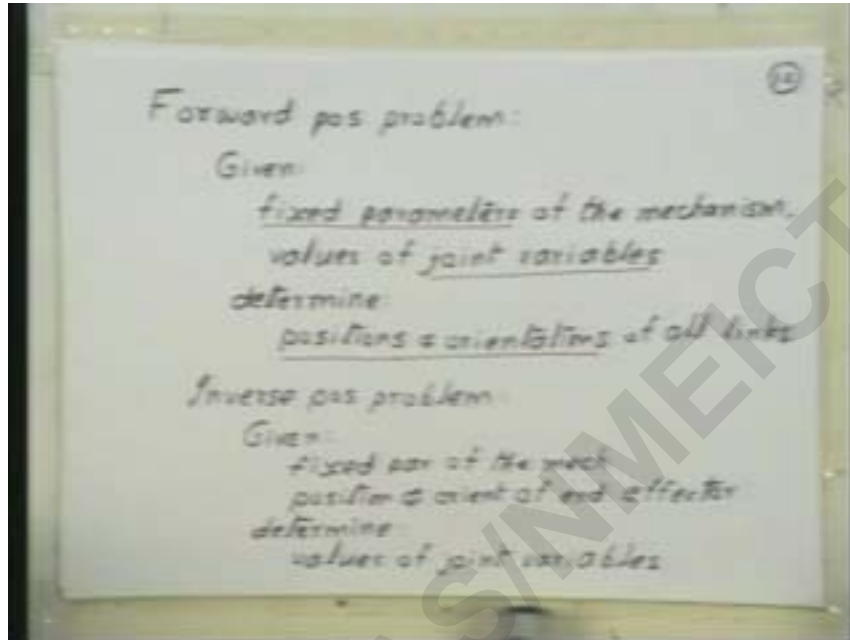 Forward pos problem:
Given:
fixed parameters of the mechanism,
values of joint variables
determine:
positions & orientations of all links
Inverse pos problem:
Given:
fixed par of the mech
position & orient of end effector
determine:
values of joint variables
S/NMEICT